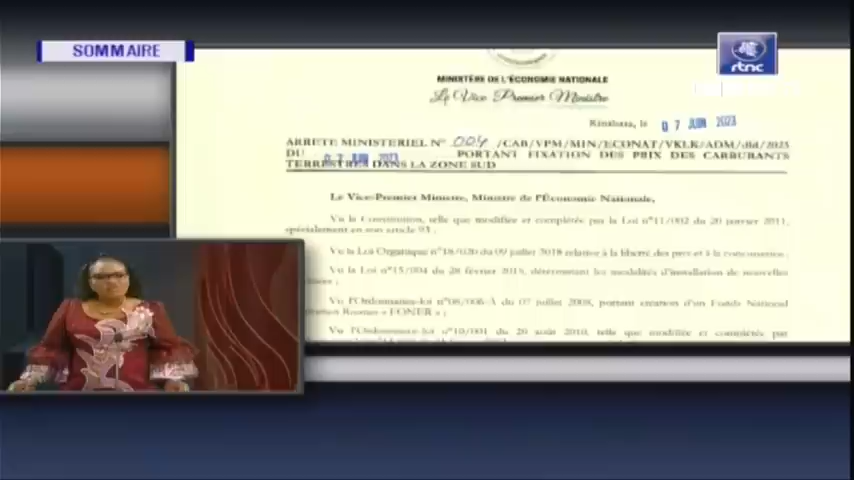 SOMMAIRE
rtnc
MINISTÈRE DE L'ÉCONOMIE NATIONALE
Le Vice Premier Ministre
Kinshasa, le 07 JUIN 2023
ARRETE MINISTERIEL N° 004 /CAB/VPM/MIN/ECONAT/VKLK/ADM/dld/2023
DU 07 JUIN 2023 PORTANT FIXATION DES PRIX DES CARBURANTS
TERRESTRES DANS LA ZONE SUD
Le Vice-Premier Ministre, Ministre de l'Économie Nationale,
Vu la Constitution, telle que modifiée et complétée par la Loi n°11/002 du 20 janvier 2011,
spécialement en son article 93 ;
Vu la Loi Organique n°18/020 du 09 juillet 2018 relative à la liberté des prix et à la concurrence
Vu la Loi n°15/004 du 28 février 2015, déterminant les modalités d'installation de nouvelles
Vu l'Ordonnance-loi n°08/006-A du 07 juillet 2008, portant création d'un Fonds National
Routier « FONER » ;
Vu l'Ordonnance-loi n°10/001 du 20 août 2010, telle que modifiée et complétée par